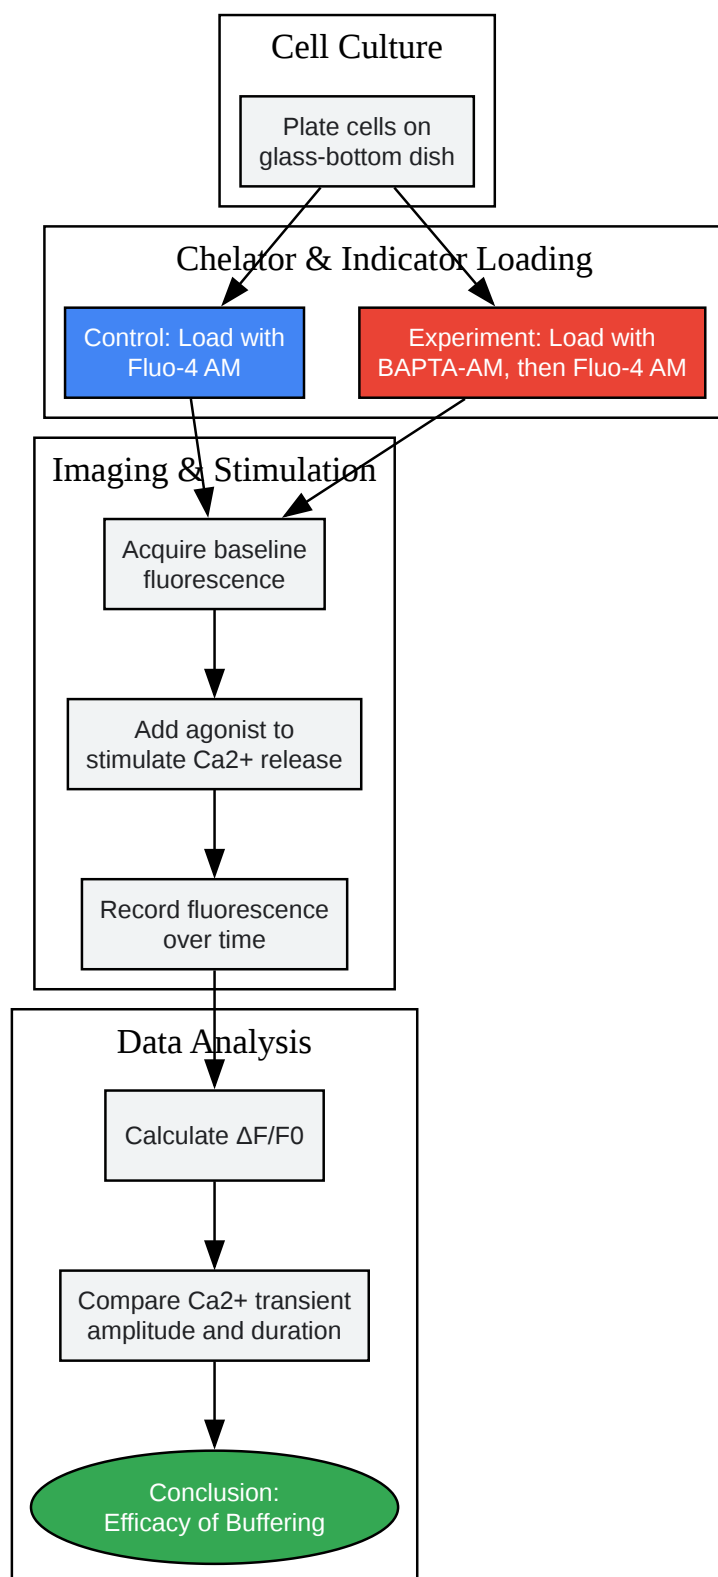 Cell Culture
Plate cells on
glass-bottom dish
Chelator & Indicator Loading
Control: Load with
Fluo-4 AM
Experiment: Load with
BAPTA-AM, then Fluo-4 AM
Imaging & Stimulation
Acquire baseline
fluorescence
Add agonist to
stimulate Ca2+ release
Record fluorescence
over time
Data Analysis
Calculate ΔF/F0
Compare Ca2+ transient
amplitude and duration
Conclusion:
Efficacy of Buffering